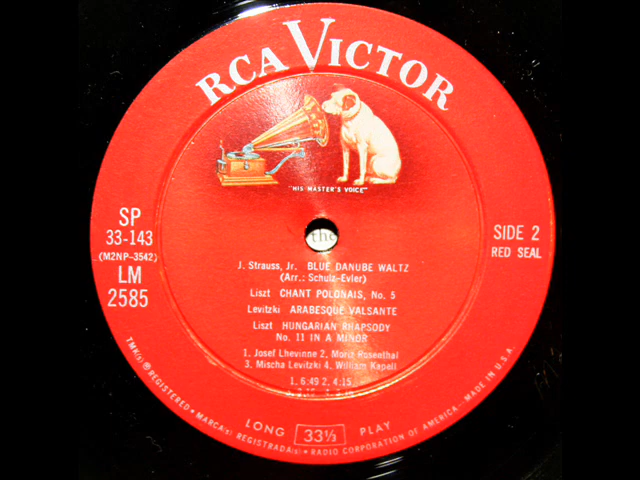 RCA VICTOR
"HIS MASTER'S VOICE"
SP
33-143
(M2NP-3542)
LM
2585
SIDE 2
RED SEAL
the
J. Strauss, Jr. BLUE DANUBE WALTZ
(Arr.: Schulz-Evler)
Liszt CHANT POLONAIS, No. 5
Levitzki ARABESQUE VALSANTE
Liszt HUNGARIAN RHAPSODY
No. 11 IN A MINOR
1. Josef Lhevinne 2. Moriz Rosenthal
3. Mischa Levitzki 4. William Kapell
1. 6:49 2. 4:15
LONG 33⅓ PLAY
TMK(s) ® REGISTERED • MARCA(s) REGISTRADA(s) • RADIO CORPORATION OF AMERICA – MADE IN U.S.A.